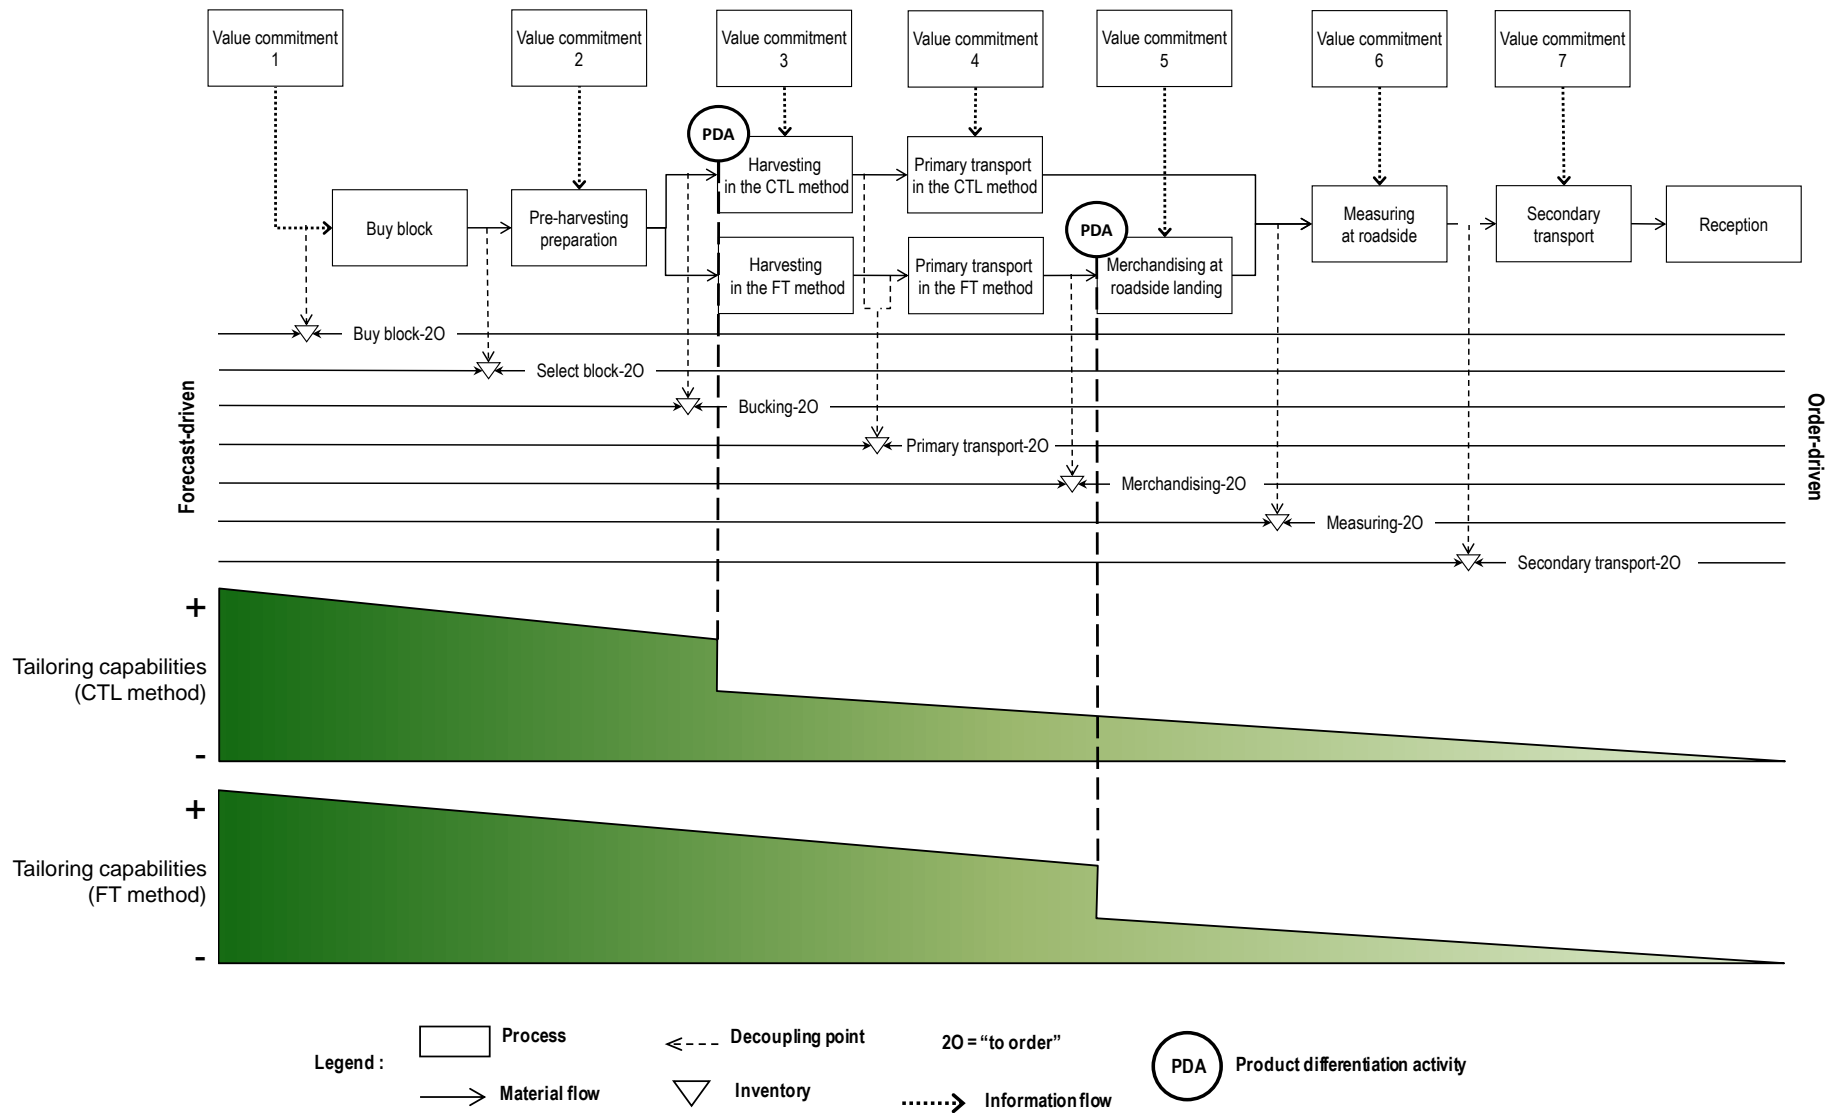 Value commitment
1
Value commitment
2
Value commitment
3
Value commitment
4
Value commitment
5
Value commitment
6
Value commitment
7
PDA
Harvesting
in the CTL method
Primary transport
in the CTL method
Buy block
Pre-harvesting
preparation
PDA
Measuring
at roadside
Secondary
transport
Reception
Harvesting
in the FT method
Primary transport
in the FT method
Merchandising at
roadside landing
Buy block-2O
Select block-2O
Bucking-2O
Primary transport-2O
Merchandising-2O
Measuring-2O
Secondary transport-2O
Forecast-driven
Order-driven
+
Tailoring capabilities
(CTL method)
-
+
Tailoring capabilities
(FT method)
-
Legend :
Process
Decoupling point
2O = “to order”
PDA
Product differentiation activity
Material flow
Inventory
Information flow